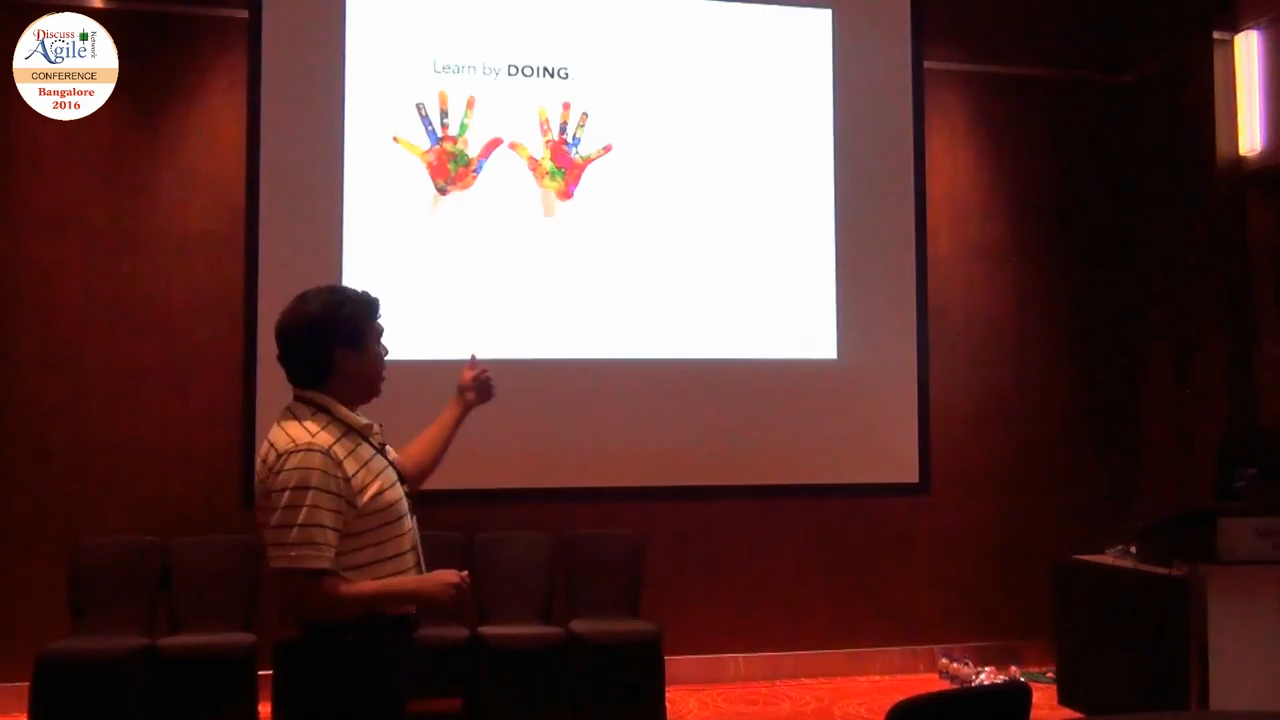 Discuss
Agile
Network
CONFERENCE
Bangalore
2016
Learn by DOING.